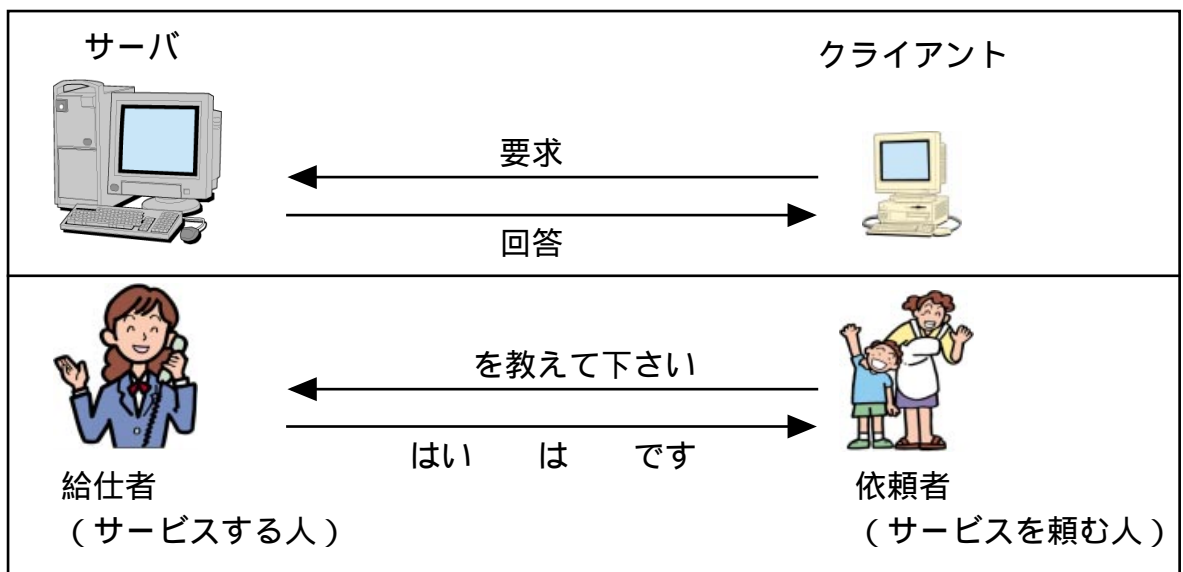 サーバ
クライアント
要求
回答
を教えて下さい
はい　　は　　です
給仕者
（サービスする人）
依頼者
（サービスを頼む人）